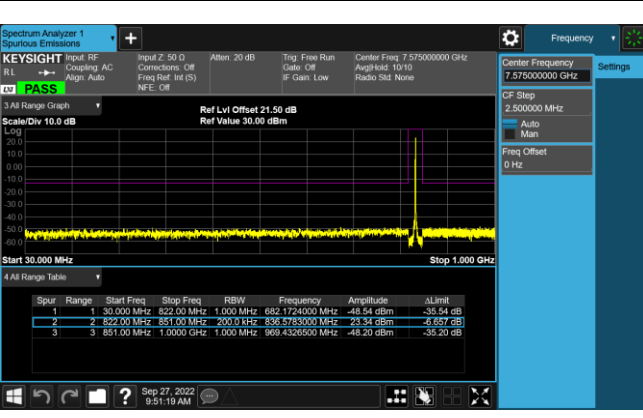 Spectrum Analyzer 1
Spurious Emissions
Frequency
KEYSIGHT
Input: RF
Coupling: AC
Align: Auto
Input Z: 50 Ω
Corrections: Off
Freq Ref: Int (S)
NFE: Off
Atten: 20 dB
Trig: Free Run
Gate: Off
IF Gain: Low
Center Freq: 7.575000000 GHz
Avg|Hold: 10/10
Radio Std: None
R L
LXI
PASS
Center Frequency
7.575000000 GHz
Settings
CF Step
2.500000 MHz
Auto
Man
Freq Offset
0 Hz
3 All Range Graph
Scale/Div 10.0 dB
Ref Lvl Offset 21.50 dB
Ref Value 30.00 dBm
Log
20.0
10.0
0.00
-10.0
-20.0
-30.0
-40.0
-50.0
-60.0
Start 30.000 MHz
Stop 1.000 GHz
4 All Range Table
Spur Range Start Freq Stop Freq RBW Frequency Amplitude ΔLimit
1 1 30.000 MHz 822.00 MHz 1.000 MHz 682.1724000 MHz -48.54 dBm -35.54 dB
2 2 822.00 MHz 851.00 MHz 200.0 kHz 836.5783000 MHz 23.34 dBm -6.657 dB
3 3 851.00 MHz 1.0000 GHz 1.000 MHz 969.4326500 MHz -48.20 dBm -35.20 dB
Sep 27, 2022
9:51:19 AM